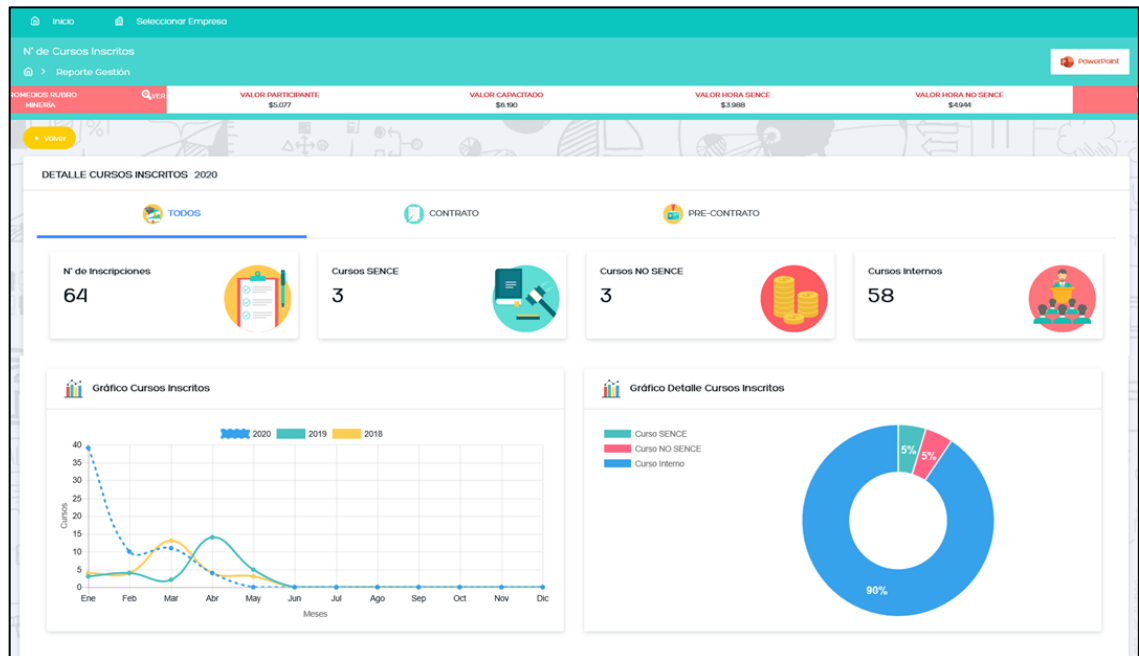 Inicio
Seleccionar Empresa
N° de Cursos Inscritos
> Reporte Gestión
PowerPoint
ROMEDIOS RUBRO
MINERÍA
VER
VALOR PARTICIPANTE
$5.077
VALOR CAPACITADO
$6.190
VALOR HORA SENCE
$3.988
VALOR HORA NO SENCE
$4.944
Volver
DETALLE CURSOS INSCRITOS 2020
TODOS
CONTRATO
PRE-CONTRATO
N° de Inscripciones
64
Cursos SENCE
3
Cursos NO SENCE
3
Cursos Internos
58
Gráfico Cursos Inscritos
2020 2019 2018
Cursos
40
35
30
25
20
15
10
5
0
Ene Feb Mar Abr May Jun Jul Ago Sep Oct Nov Dic
Meses
Gráfico Detalle Cursos Inscritos
Curso SENCE
Curso NO SENCE
Curso Interno
5%
5%
90%